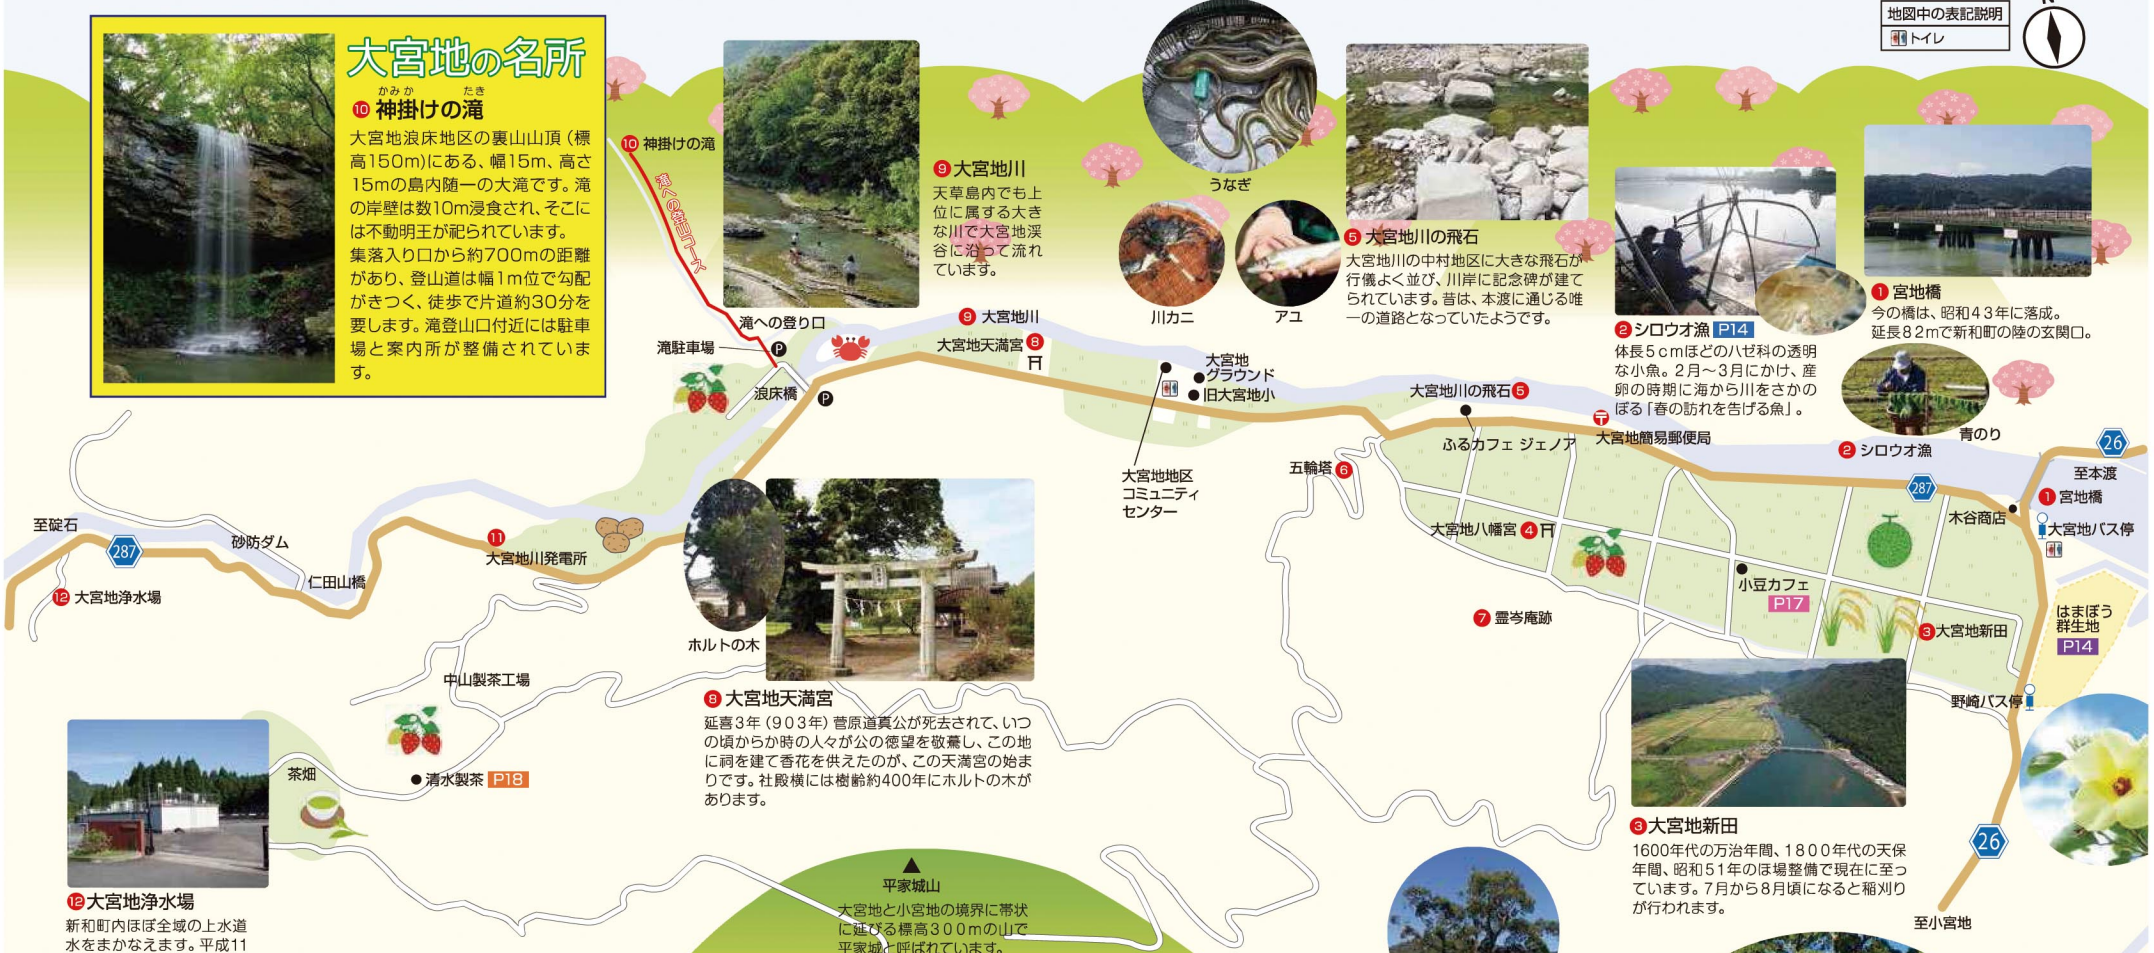 大宮地の名所
かみか たき
⑩ 神掛けの滝
大宮地浪床地区の裏山山頂（標
高150m)にある、幅15m、高さ
15mの島内随一の大滝です。滝
の岸壁は数10m浸食され、そこに
は不動明王が祀られています。
集落入り口から約700mの距離
があり、登山道は幅1m位で勾配
がきつく、徒歩で片道約30分を
要します。滝登山口付近には駐車
場と案内所が整備されていま
す。
⑩ 神掛けの滝
滝への登山コース
滝への登り口
滝駐車場
P
浪床橋
P
⑨ 大宮地川
天草島内でも上
位に属する大き
な川で大宮地渓
谷に沿って流れ
ています。
うなぎ
川カニ
アユ
⑤ 大宮地川の飛石
大宮地川の中村地区に大きな飛石が
行儀よく並び、川岸に記念碑が建て
られています。昔は、本渡に通じる唯
一の道路となっていたようです。
地図中の表記説明
トイレ
N
② シロウオ漁 P14
体長5cmほどのハゼ科の透明
な小魚。2月～3月にかけ、産
卵の時期に海から川をさかの
ぼる「春の訪れを告げる魚」。
① 宮地橋
今の橋は、昭和43年に落成。
延長82mで新和町の陸の玄関口。
青のり
⑨ 大宮地川
大宮地天満宮 ⑧
大宮地
グラウンド
旧大宮地小
大宮地地区
コミュニティ
センター
大宮地川の飛石 ⑤
ふるカフェ ジェノア
大宮地簡易郵便局
② シロウオ漁
26
至本渡
① 宮地橋
287
木谷商店
大宮地バス停
五輪塔 ⑥
大宮地八幡宮 ④
小豆カフェ
P17
⑦ 霊岑庵跡
③ 大宮地新田
はまぼう
群生地
P14
野崎バス停
26
至小宮地
至碇石
287
砂防ダム
仁田山橋
⑫ 大宮地浄水場
⑪
大宮地川発電所
ホルトの木
⑧ 大宮地天満宮
延喜3年（903年）菅原道真公が死去されて、いつ
の頃からか時の人々が公の徳望を敬慕し、この地
に祠を建て香花を供えたのが、この天満宮の始ま
りです。社殿横には樹齢約400年にホルトの木が
あります。
中山製茶工場
茶畑
清水製茶 P18
⑫ 大宮地浄水場
新和町内ほぼ全域の上水道
水をまかなえます。平成11
平家城山
大宮地と小宮地の境界に帯状
に延びる標高300mの山で
平家城と呼ばれています。
③ 大宮地新田
1600年代の万治年間、1800年代の天保
年間、昭和51年のほ場整備で現在に至っ
ています。7月から8月頃になると稲刈り
が行われます。